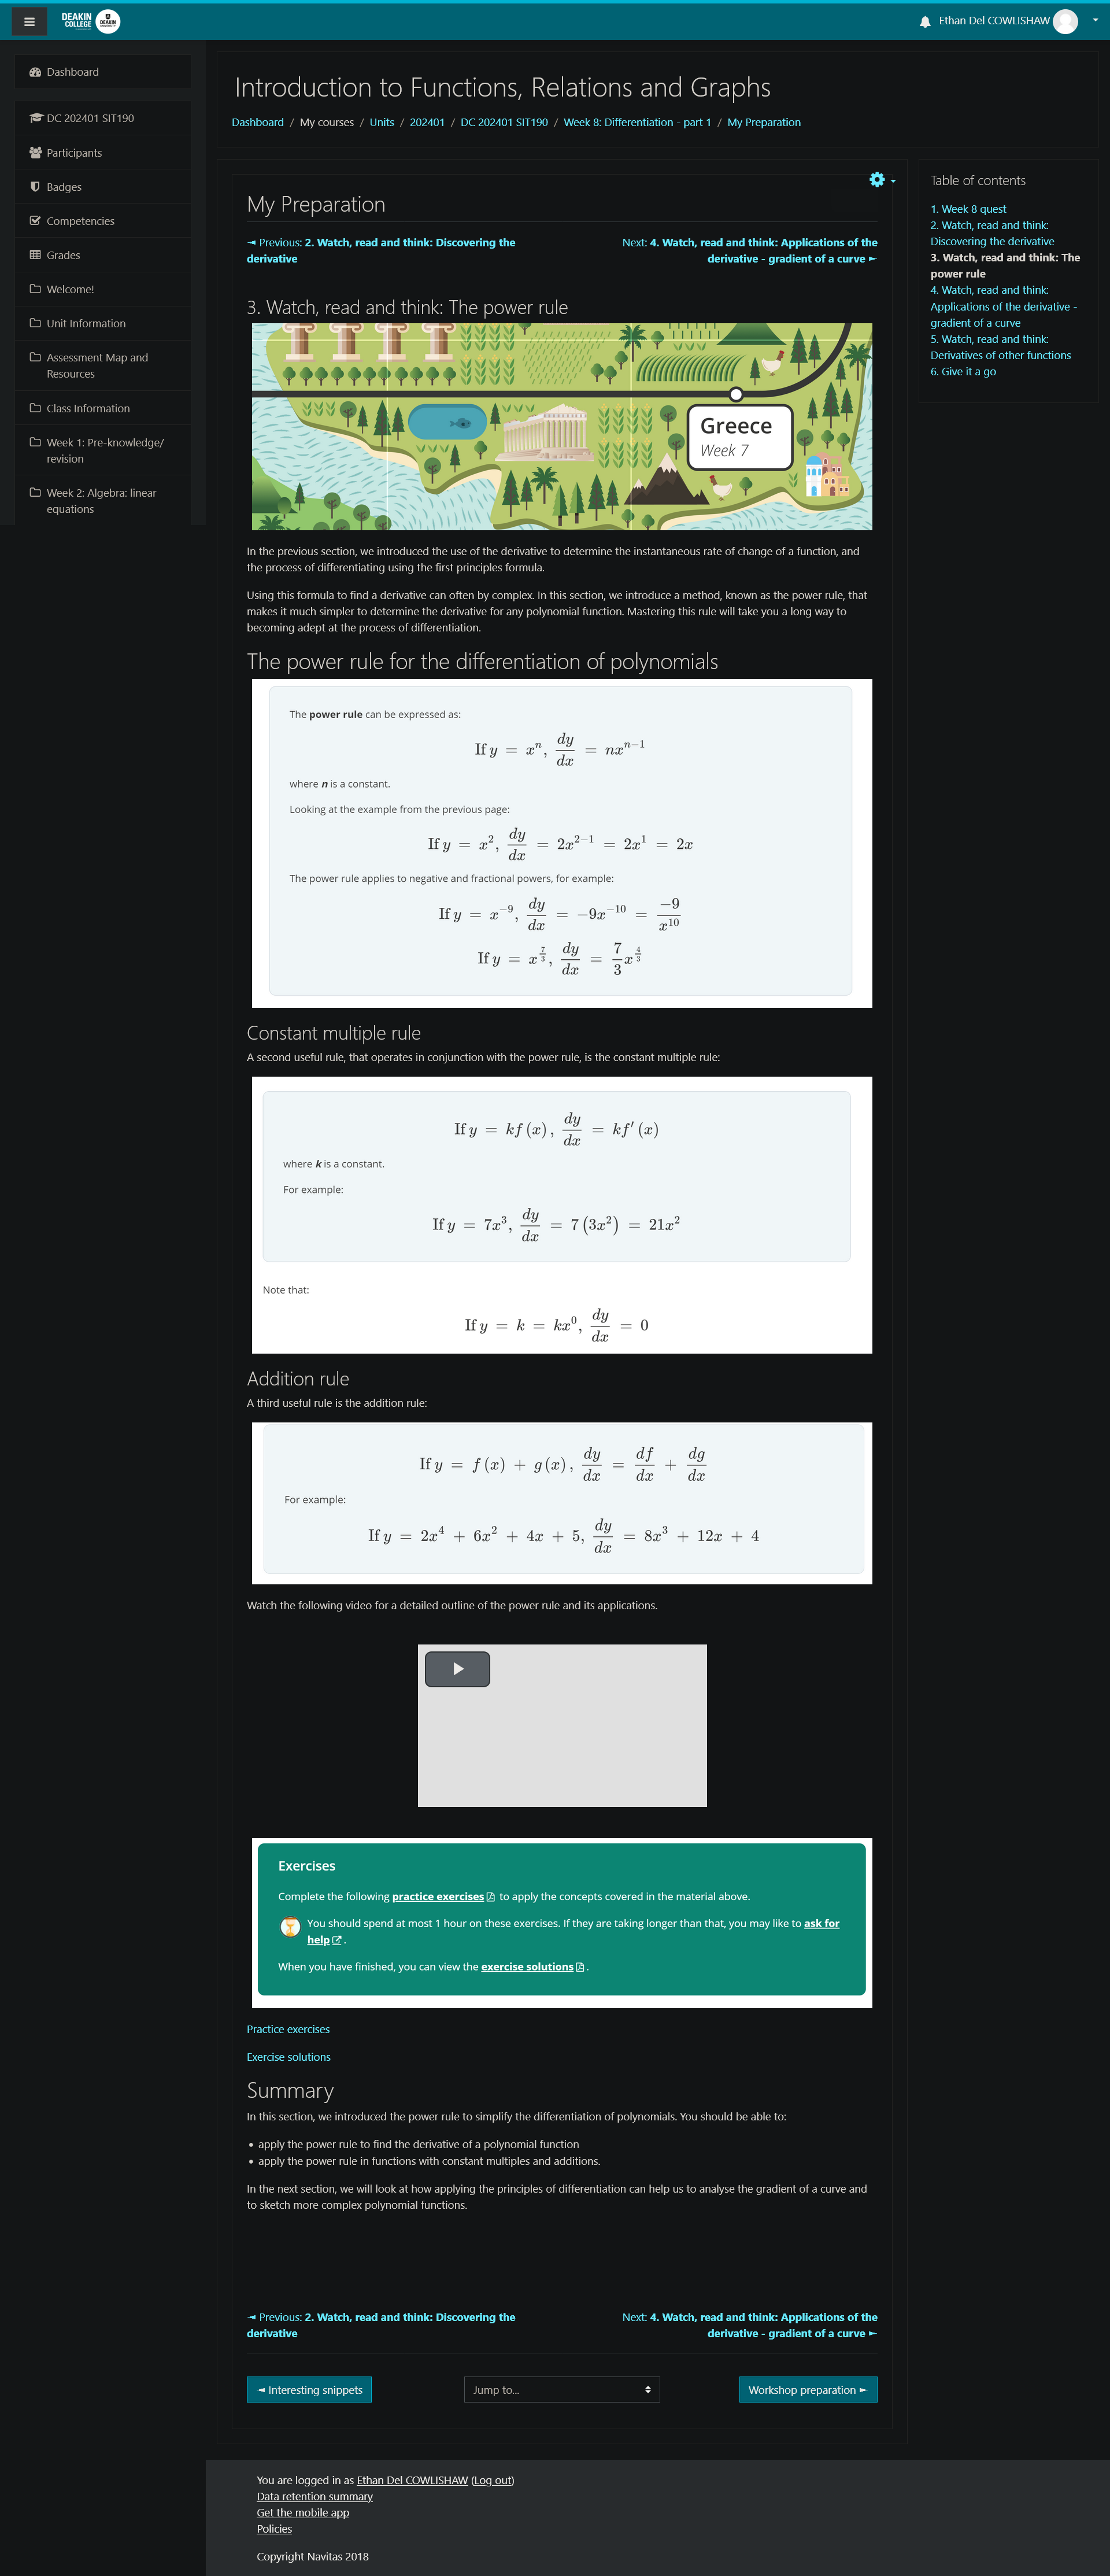 DEAKIN
COLLEGE
DEAKIN
Ethan Del COWLISHAW
Dashboard
DC 202401 SIT190
Participants
Badges
Competencies
Grades
Welcome!
Unit Information
Assessment Map and
Resources
Class Information
Week 1: Pre-knowledge/
revision
Week 2: Algebra: linear
equations
Introduction to Functions, Relations and Graphs
Dashboard / My courses / Units / 202401 / DC 202401 SIT190 / Week 8: Differentiation - part 1 / My Preparation
My Preparation
◄ Previous: 2. Watch, read and think: Discovering the
derivative
Next: 4. Watch, read and think: Applications of the
derivative - gradient of a curve ►
3. Watch, read and think: The power rule
Greece
Week 7
In the previous section, we introduced the use of the derivative to determine the instantaneous rate of change of a function, and
the process of differentiating using the first principles formula.
Using this formula to find a derivative can often by complex. In this section, we introduce a method, known as the power rule, that
makes it much simpler to determine the derivative for any polynomial function. Mastering this rule will take you a long way to
becoming adept at the process of differentiation.
The power rule for the differentiation of polynomials
The power rule can be expressed as:
If y = x^n, dy/dx = nx^(n−1)
where n is a constant.
Looking at the example from the previous page:
If y = x^2, dy/dx = 2x^(2−1) = 2x^1 = 2x
The power rule applies to negative and fractional powers, for example:
If y = x^(−9), dy/dx = −9x^(−10) = −9/x^10
If y = x^(7/3), dy/dx = 7/3 x^(4/3)
Constant multiple rule
A second useful rule, that operates in conjunction with the power rule, is the constant multiple rule:
If y = kf (x), dy/dx = kf′ (x)
where k is a constant.
For example:
If y = 7x^3, dy/dx = 7 (3x^2) = 21x^2
Note that:
If y = k = kx^0, dy/dx = 0
Addition rule
A third useful rule is the addition rule:
If y = f (x) + g (x), dy/dx = df/dx + dg/dx
For example:
If y = 2x^4 + 6x^2 + 4x + 5, dy/dx = 8x^3 + 12x + 4
Watch the following video for a detailed outline of the power rule and its applications.
Exercises
Complete the following practice exercises to apply the concepts covered in the material above.
You should spend at most 1 hour on these exercises. If they are taking longer than that, you may like to ask for
help .
When you have finished, you can view the exercise solutions .
Practice exercises
Exercise solutions
Summary
In this section, we introduced the power rule to simplify the differentiation of polynomials. You should be able to:
• apply the power rule to find the derivative of a polynomial function
• apply the power rule in functions with constant multiples and additions.
In the next section, we will look at how applying the principles of differentiation can help us to analyse the gradient of a curve and
to sketch more complex polynomial functions.
◄ Previous: 2. Watch, read and think: Discovering the
derivative
Next: 4. Watch, read and think: Applications of the
derivative - gradient of a curve ►
◄ Interesting snippets
Jump to...
Workshop preparation ►
Table of contents
1. Week 8 quest
2. Watch, read and think:
Discovering the derivative
3. Watch, read and think: The
power rule
4. Watch, read and think:
Applications of the derivative -
gradient of a curve
5. Watch, read and think:
Derivatives of other functions
6. Give it a go
You are logged in as Ethan Del COWLISHAW (Log out)
Data retention summary
Get the mobile app
Policies
Copyright Navitas 2018